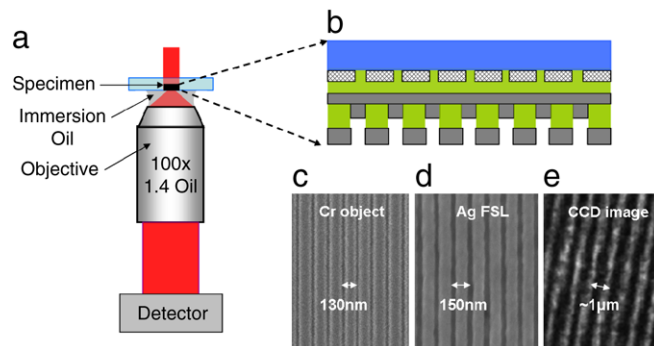 a
Specimen
Immersion
Oil
Objective
100x
1.4 Oil
Detector
b
c
Cr object
130nm
d
Ag FSL
150nm
e
CCD image
~1µm